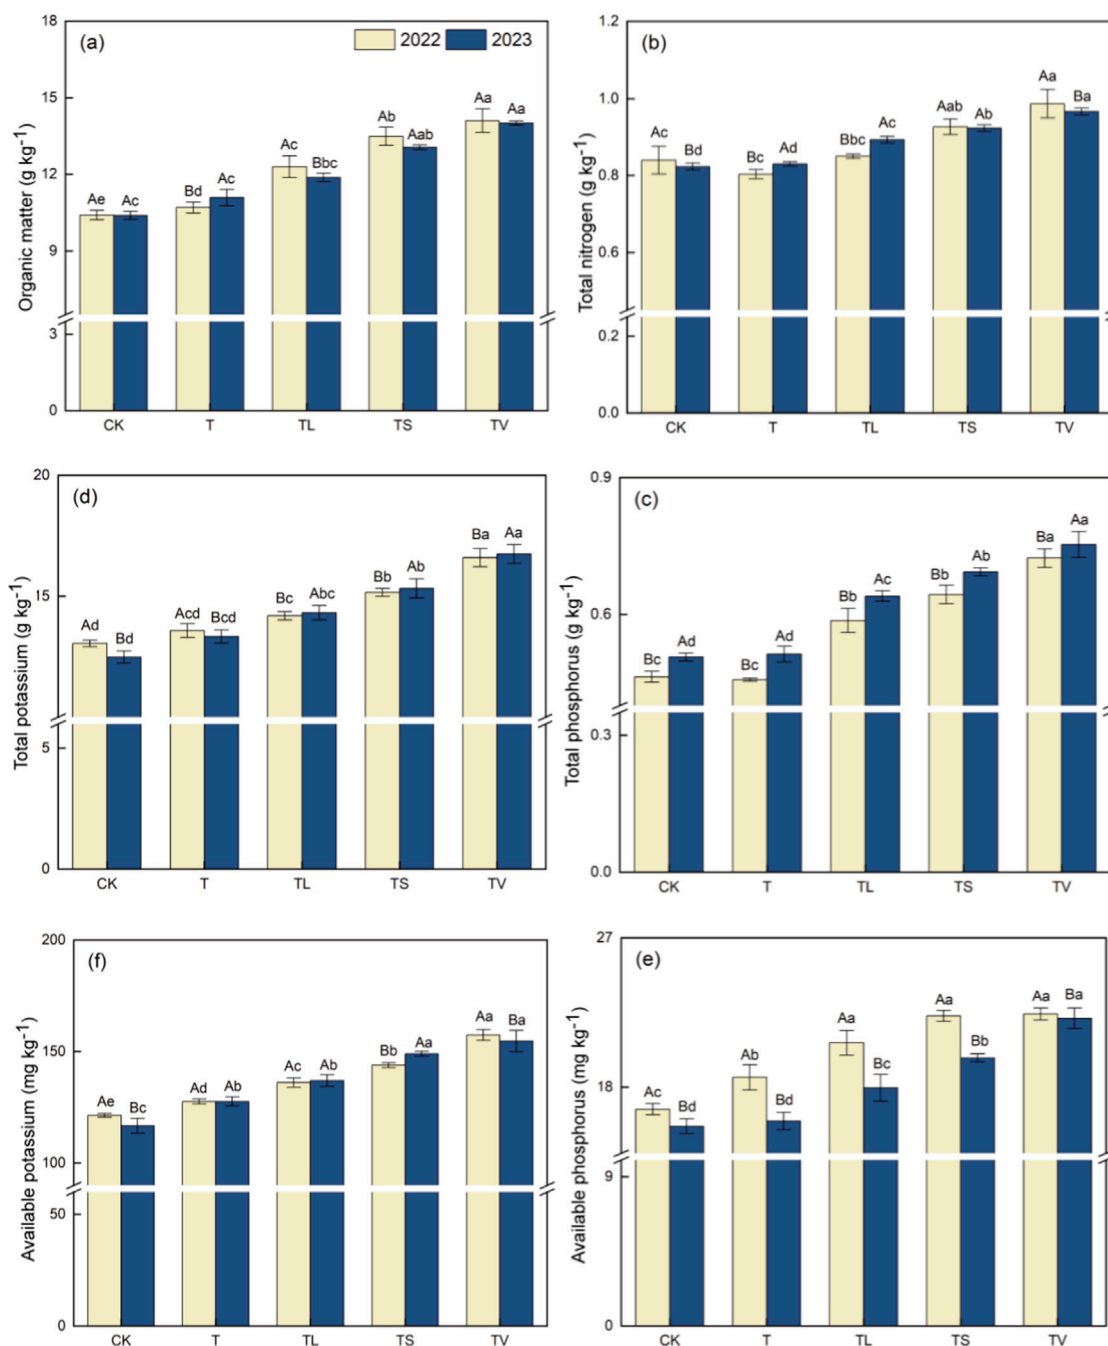 (a)
2022 2023
Organic matter (g kg⁻¹)
18
15
12
9
3
0
Ae Ac
Bd Ac
Ac Bbc
Ab Aab
Aa Aa
CK T TL TS TV
(b)
Total nitrogen (g kg⁻¹)
1.2
1.0
0.8
0.6
0.2
0.0
Ac Bd
Bc Ad
Bbc Ac
Aab Ab
Aa Ba
CK T TL TS TV
(d)
Total potassium (g kg⁻¹)
20
15
5
0
Ad Bd
Acd Bcd
Bc Abc
Bb Ab
Ba Aa
CK T TL TS TV
(c)
Total phosphorus (g kg⁻¹)
0.9
0.6
0.3
0.0
Bc Ad
Bc Ad
Bb Ac
Bb Ab
Ba Aa
CK T TL TS TV
(f)
Available potassium (mg kg⁻¹)
200
150
100
50
0
Ae Bc
Ad Ab
Ac Ab
Bb Aa
Aa Ba
CK T TL TS TV
(e)
Available phosphorus (mg kg⁻¹)
27
18
9
0
Ac Bd
Ab Bd
Aa Bc
Aa Bb
Aa Ba
CK T TL TS TV